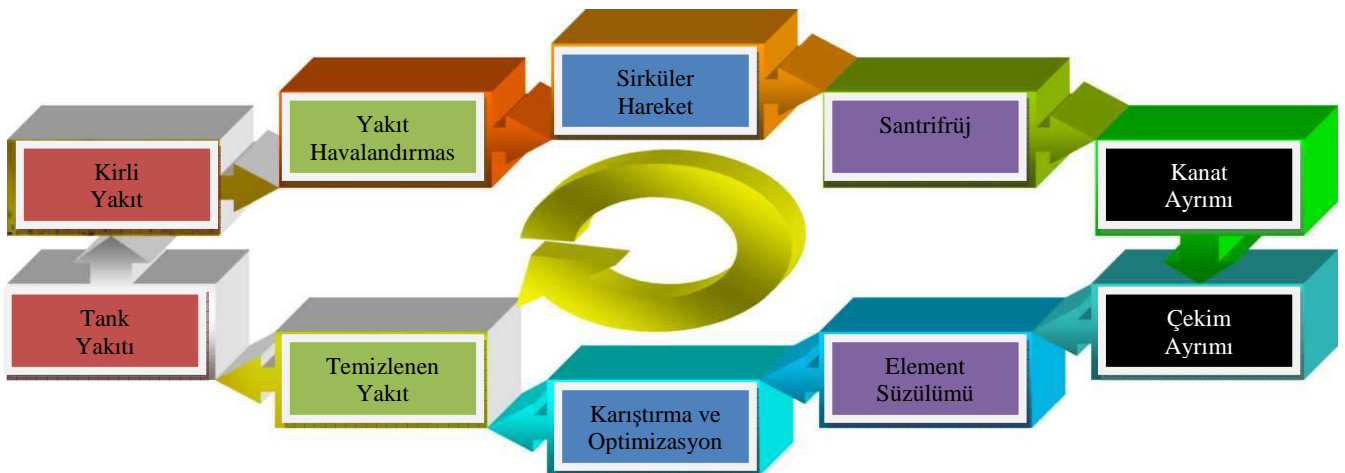 Sirküler
Hareket
Yakıt
Havalandırmas
Santrifrüj
Kirli
Yakıt
Kanat
Ayrımı
Tank
Yakıtı
Temizlenen
Yakıt
Karıştırma ve
Optimizasyon
Element
Süzülümü
Çekim
Ayrımı